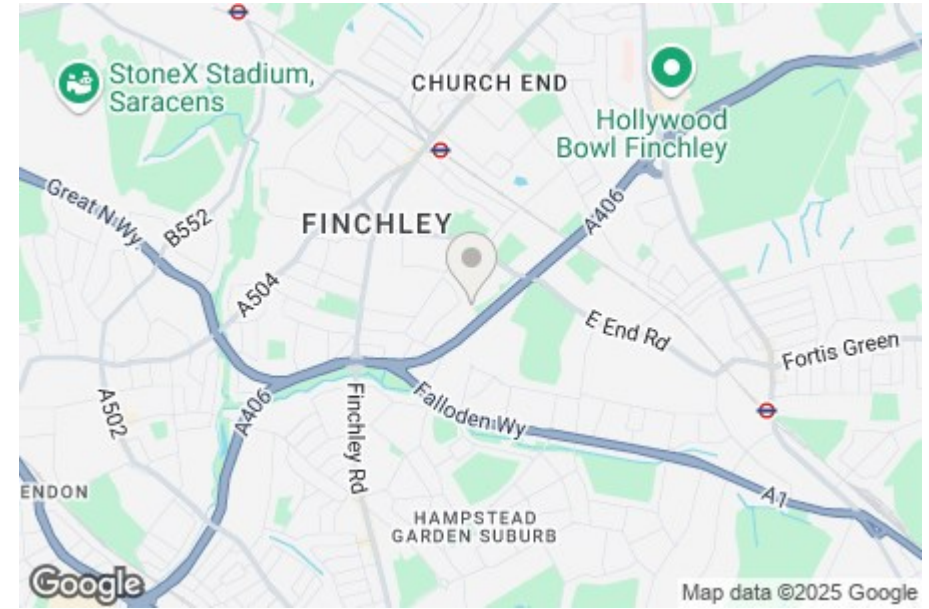 StoneX Stadium,
Saracens
CHURCH END
Hollywood
Bowl Finchley
Great N Wy
B552
FINCHLEY
A406
A504
E End Rd
Fortis Green
A502
A406
Finchley Rd
Falloden Wy
ENDON
HAMPSTEAD
GARDEN SUBURB
A1
Google
Map data ©2025 Google